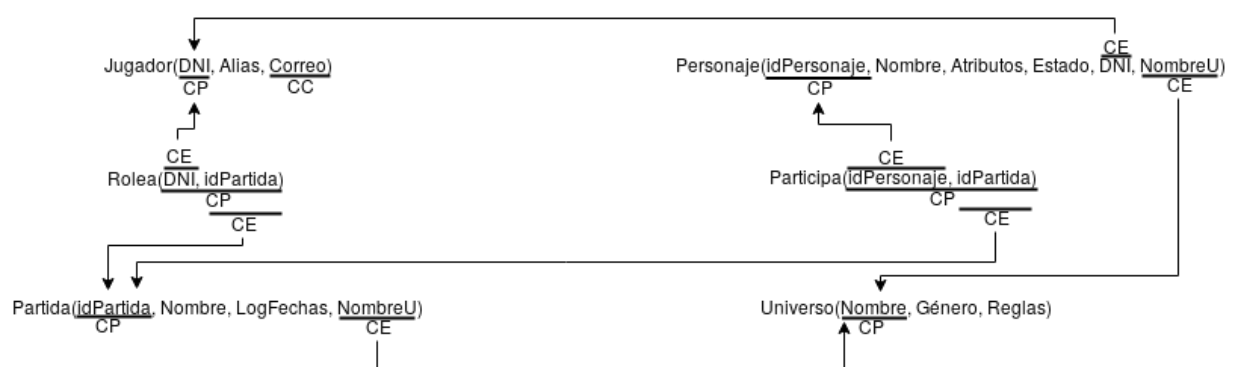 CE
Jugador(DNI, Alias, Correo)
Personaje(idPersonaje, Nombre, Atributos, Estado, DNI, NombreU)
CP CC
CP CE
CE CE
Rolea(DNI, idPartida)
Participa(idPersonaje, idPartida)
CP CP
CE CE
Partida(idPartida, Nombre, LogFechas, NombreU)
Universo(Nombre, Género, Reglas)
CP CE CP